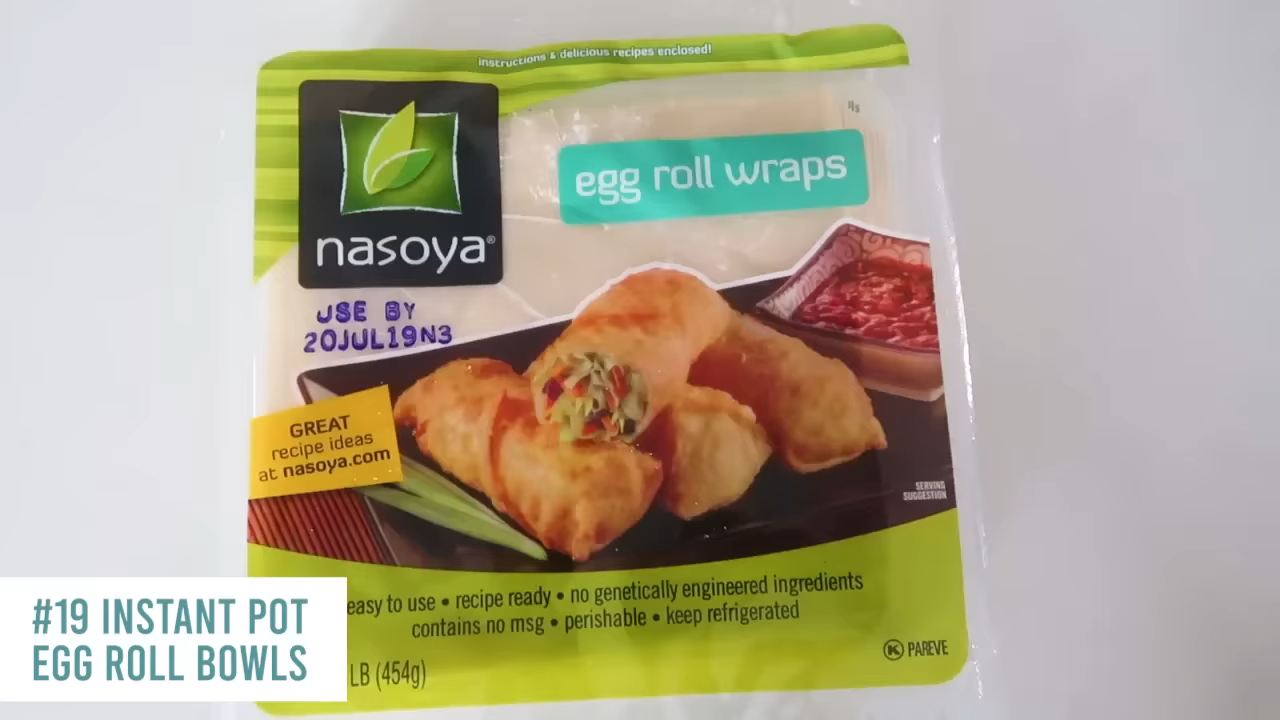 instructions & delicious recipes enclosed!
nasoya®
egg roll wraps
USE BY
20JUL19N3
GREAT
recipe ideas
at nasoya.com
SERVING
SUGGESTION
easy to use • recipe ready • no genetically engineered ingredients
contains no msg • perishable • keep refrigerated
K PAREVE
LB (454g)
#19 INSTANT POT
EGG ROLL BOWLS